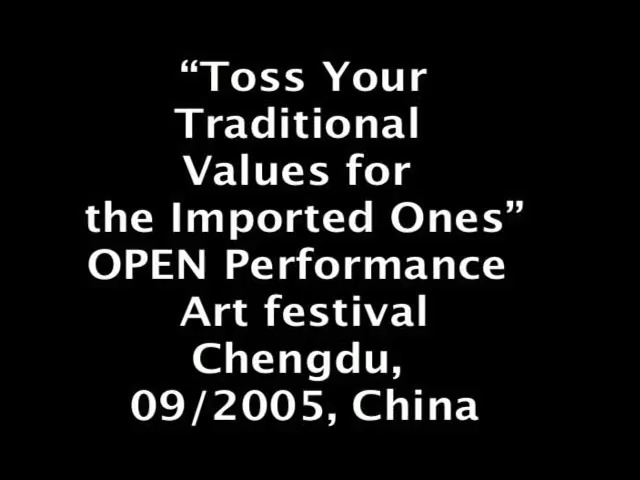 “Toss Your
Traditional
Values for
the Imported Ones”
OPEN Performance
Art festival
Chengdu,
09/2005, China